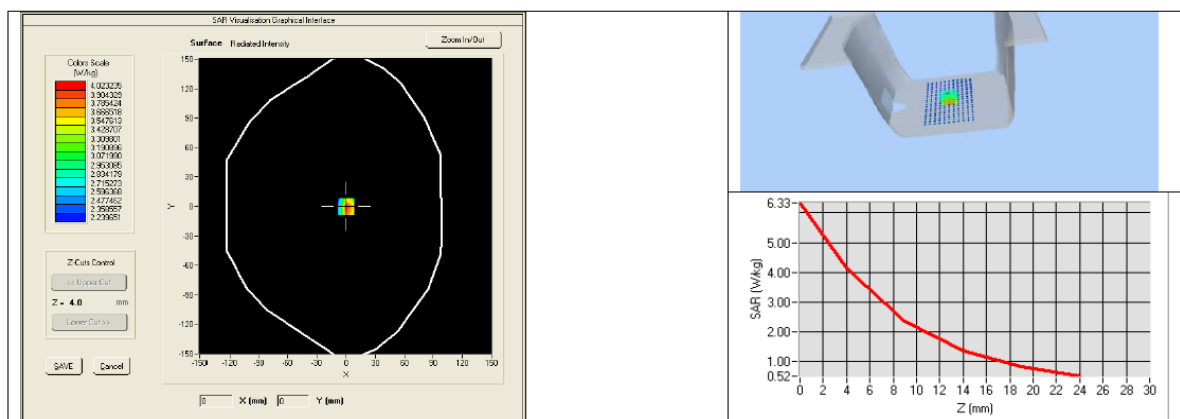 SAR Visualisation Graphical Interface
Surface Radiated Intensity
Zoom In/Out
Colors Scale
(W/kg)
4.023235
3.904329
3.785424
3.666518
3.547613
3.428707
3.309801
3.190896
3.071990
2.953085
2.834179
2.715273
2.596368
2.477462
2.358557
2.239651
Z-Cuts Control
<< Upper Cut
Z = 4.0 mm
Lower Cut >>
SAVE Cancel
150
120
90
60
30
0
-30
-60
-90
-120
-150
Y
-150 -120 -90 -60 -30 0 30 60 90 120 150
X
0 X (mm) 0 Y (mm)
6.33
5.00
4.00
3.00
2.00
1.00
0.52
SAR (W/kg)
0 2 4 6 8 10 12 14 16 18 20 22 24 26 28 30
Z (mm)